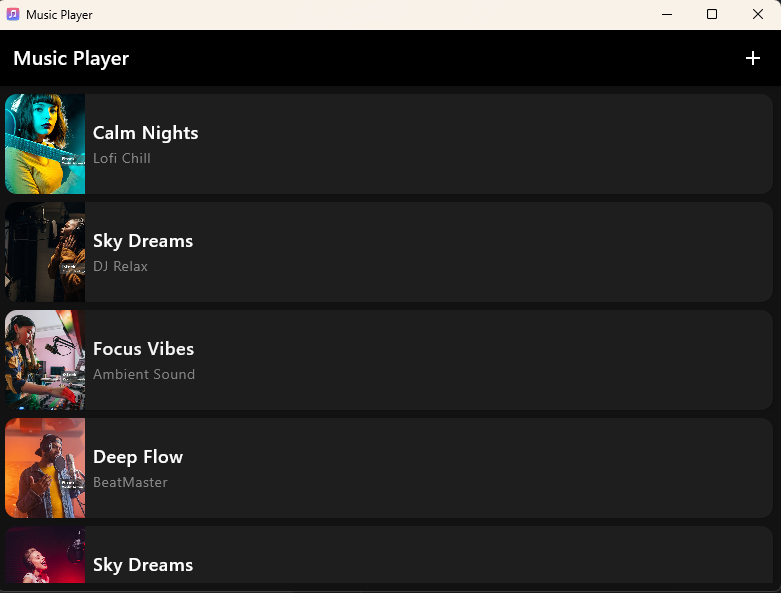 Music Player
Music Player
Calm Nights
Lofi Chill
Sky Dreams
DJ Relax
Focus Vibes
Ambient Sound
Deep Flow
BeatMaster
Sky Dreams